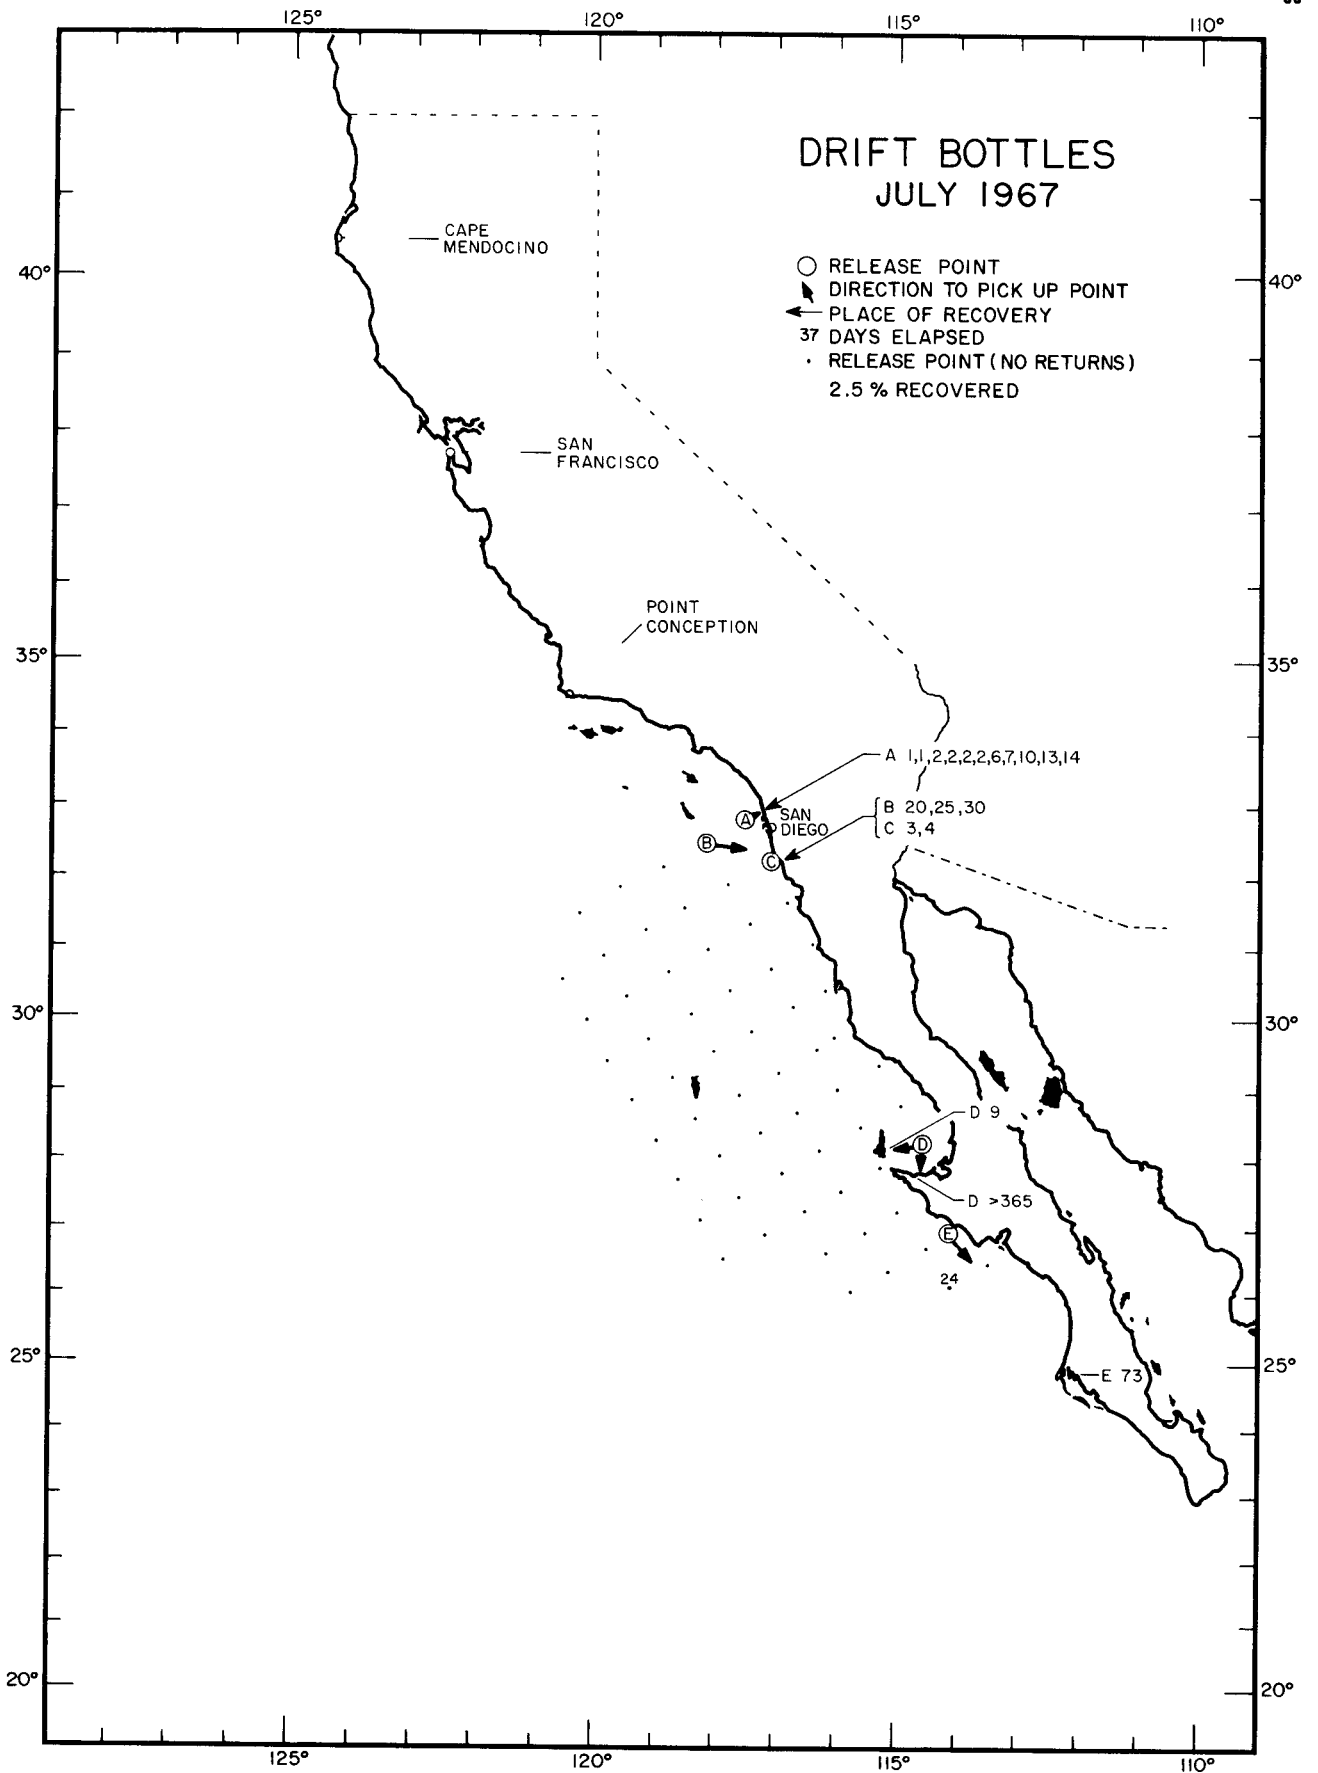 125° 120° 115° 110°
DRIFT BOTTLES
JULY 1967
CAPE
MENDOCINO
RELEASE POINT
40° 40°
DIRECTION TO PICK UP POINT
PLACE OF RECOVERY
37 DAYS ELAPSED
RELEASE POINT (NO RETURNS)
2.5 % RECOVERED
SAN
FRANCISCO
POINT
CONCEPTION
35° 35°
A 1,1,2,2,2,2,6,7,10,13,14
A SAN
DIEGO
B 20,25,30
C 3,4
B
C
30° 30°
D 9
D
D >365
E
24
25° 25°
E 73
20° 20°
125° 120° 115° 110°